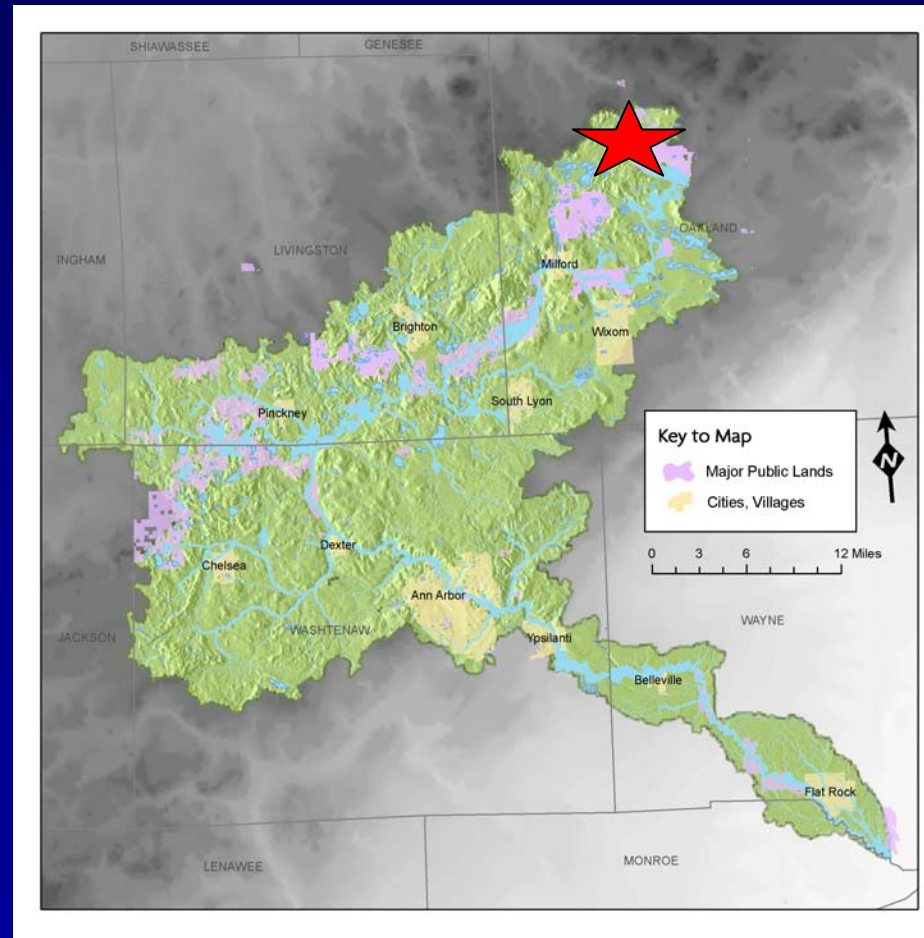 SHIAWASSEE
GENESEE
OAKLAND
LIVINGSTON
INGHAM
Milford
Brighton
Wixom
South Lyon
Pinckney
Key to Map
Major Public Lands
Cities, Villages
N
0 3 6 12 Miles
Dexter
Chelsea
Ann Arbor
WAYNE
JACKSON
WASHTENAW
Ypsilanti
Belleville
Flat Rock
LENAWEE
MONROE